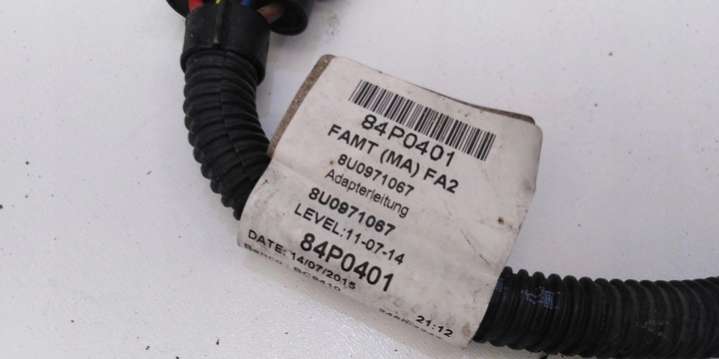 84P0401
FAMT (MA) FA2
8U0971067
Adapterleitung
8U0971067
LEVEL:11-07-14
84P0401
DATE: 14/07/2015
21:12